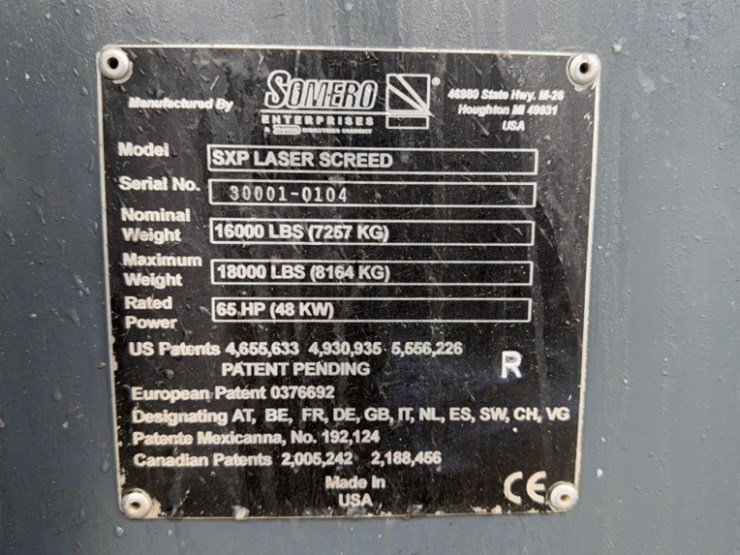 Manufactured By
SOMERO ®
ENTERPRISES
46980 State Hwy. M-26
Houghton MI 49931
USA
Model SXP LASER SCREED
Serial No. 30001-0104
Nominal Weight 16000 LBS (7257 KG)
Maximum Weight 18000 LBS (8164 KG)
Rated Power 65 HP (48 KW)
US Patents 4,655,633 4,930,935 5,556,226
PATENT PENDING
R
European Patent 0376692
Designating AT, BE, FR, DE, GB, IT, NL, ES, SW, CH, VG
Patente Mexicanna, No. 192,124
Canadian Patents 2,005,242 2,188,456
Made In
USA
CE